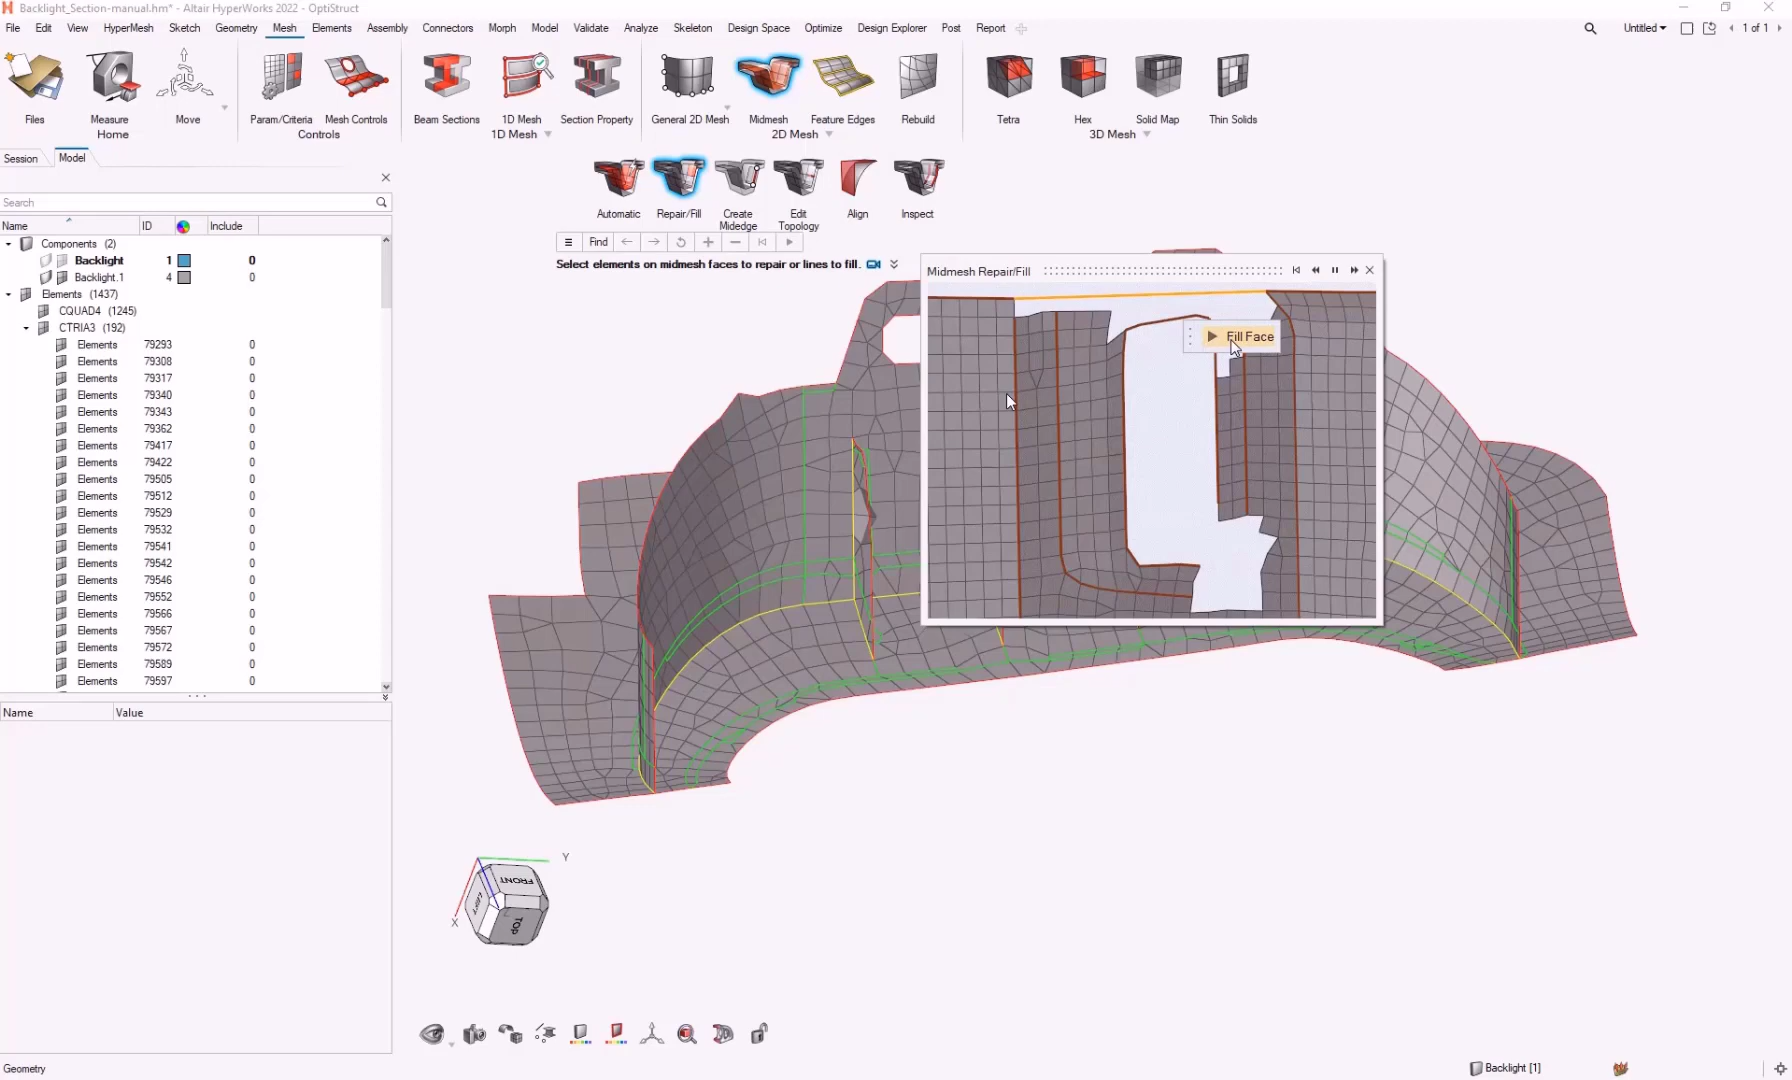 Backlight_Section-manual.hm* - Altair HyperWorks 2022 - OptiStruct
File Edit View HyperMesh Sketch Geometry Mesh Elements Assembly Connectors Morph Model Validate Analyze Skeleton Design Space Optimize Design Explorer Post Report Untitled 1 of 1
Files Measure Move Param/Criteria Mesh Controls Beam Sections 1D Mesh Section Property General 2D Mesh Midmesh Feature Edges Rebuild Tetra Hex Solid Map Thin Solids
Home Controls 1D Mesh 2D Mesh 3D Mesh
Session Model
Automatic Repair/Fill Create Midedge Edit Topology Align Inspect
Search
Find
Name ID Include
Select elements on midmesh faces to repair or lines to fill.
Midmesh Repair/Fill
Fill Face
Components (2)
Backlight 1 0
Backlight.1 4 0
Elements (1437)
CQUAD4 (1245)
CTRIA3 (192)
Elements 79293 0
Elements 79308 0
Elements 79317 0
Elements 79340 0
Elements 79343 0
Elements 79362 0
Elements 79417 0
Elements 79422 0
Elements 79505 0
Elements 79512 0
Elements 79529 0
Elements 79532 0
Elements 79541 0
Elements 79542 0
Elements 79546 0
Elements 79552 0
Elements 79566 0
Elements 79567 0
Elements 79572 0
Elements 79589 0
Elements 79597 0
Name Value
Y
FRONT
LEFT
X
TOP
Geometry
Backlight [1]